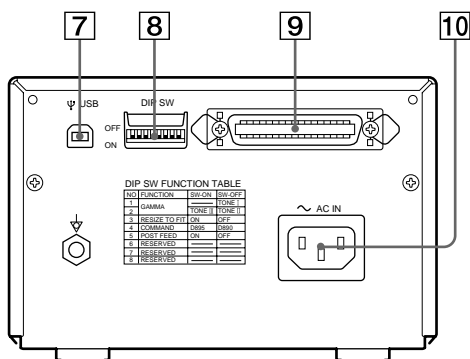 7 8 9 10
USB DIP SW
OFF
ON
DIP SW FUNCTION TABLE
NO FUNCTION SW-ON SW-OFF
1 GAMMA TONE I
2 TONE III TONE II
3 RESIZE TO FIT ON OFF
4 COMMAND D895 D890
5 POST FEED ON OFF
6 RESERVED
7 RESERVED
8 RESERVED
AC IN